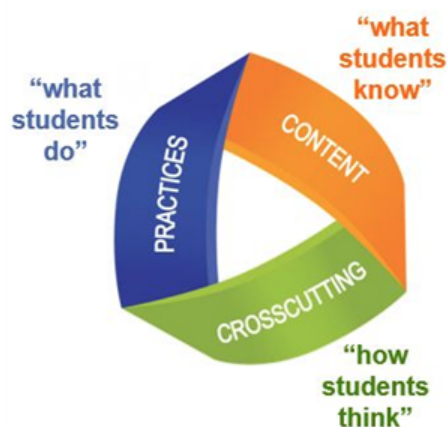 “what
students
do”
PRACTICES
“what
students
know”
CONTENT
CROSSCUTTING
“how
students
think”